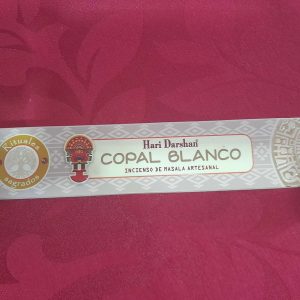 Rituales
sagrados
Hari Darshan
COPAL BLANCO
INCIENSO DE MASALA ARTESANAL